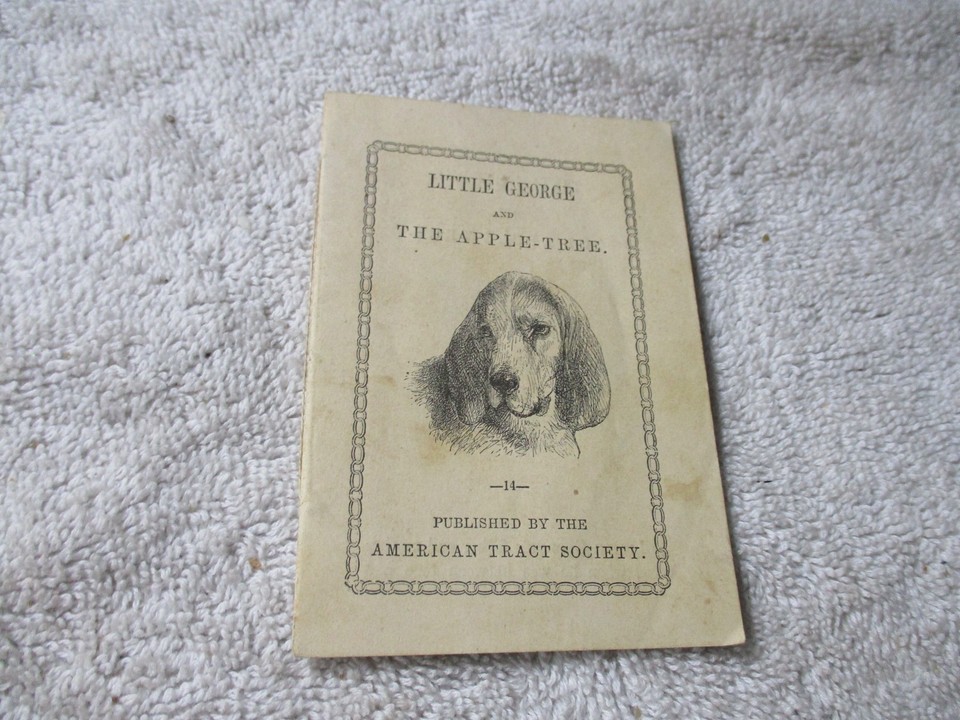 LITTLE GEORGE
AND
THE APPLE-TREE.
—14—
PUBLISHED BY THE
AMERICAN TRACT SOCIETY.